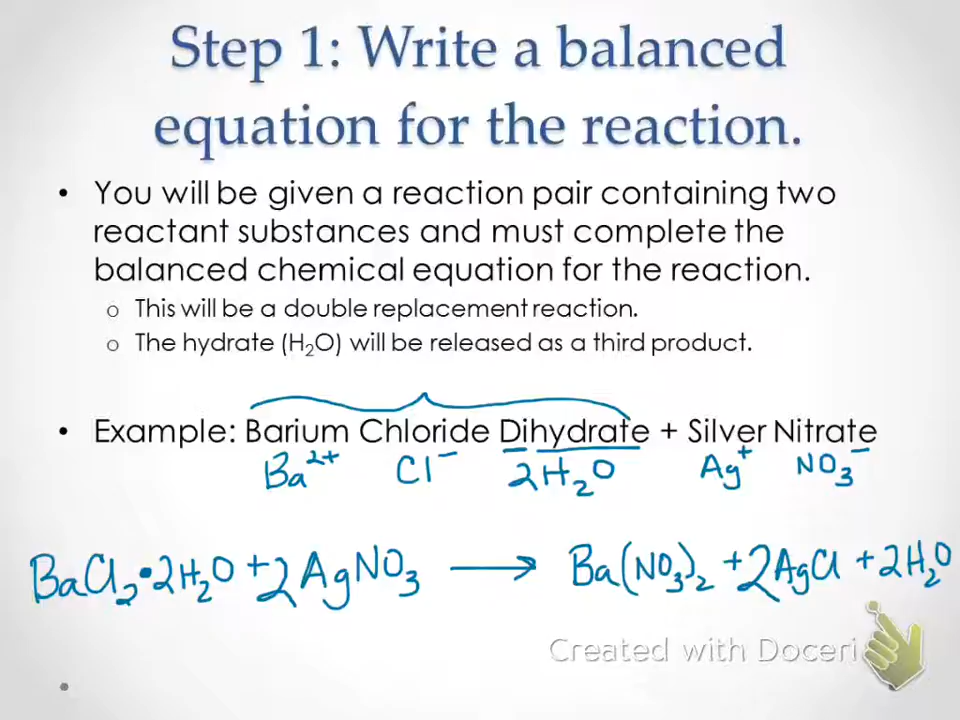 Step 1: Write a balanced
equation for the reaction.
• You will be given a reaction pair containing two
reactant substances and must complete the
balanced chemical equation for the reaction.
o This will be a double replacement reaction.
o The hydrate (H₂O) will be released as a third product.
• Example: Barium Chloride Dihydrate + Silver Nitrate
Ba²⁺ Cl⁻ 2H₂O Ag⁺ NO₃⁻
BaCl₂•2H₂O + 2AgNO₃ → Ba(NO₃)₂ + 2AgCl + 2H₂O
Created with Doceri